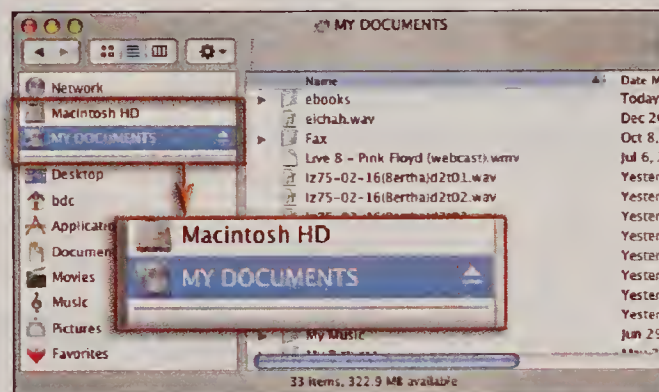 MY DOCUMENTS
Name
Date M
Network
Macintosh HD
MY DOCUMENTS
Desktop
bdc
Applicatio
Documen
Movies
Music
Pictures
Favorites
ebooks
Today
eichah.wav
Dec 20
Fax
Oct 8,
Live 8 - Pink Floyd (webcast).wmv
Jul 6,
lz75-02-16(Bertha)d2t01.wav
Yester
lz75-02-16(Bertha)d2t02.wav
Yester
Yester
Yester
Yester
Yester
Yester
My Music
Jun 29
Macintosh HD
MY DOCUMENTS
33 items, 322.9 MB available